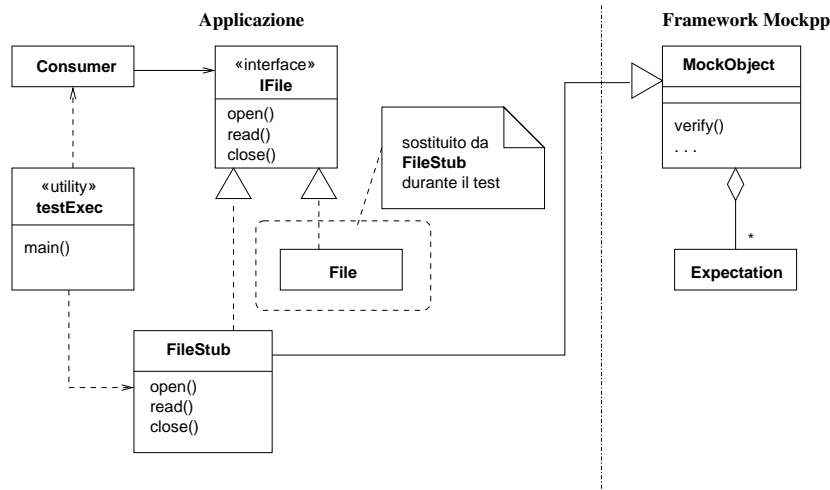 Applicazione
Framework Mockpp
Consumer
«interface»
IFile
open()
read()
close()
MockObject
verify()
. . .
sostituito da
FileStub
durante il test
«utility»
testExec
main()
File
*
Expectation
FileStub
open()
read()
close()